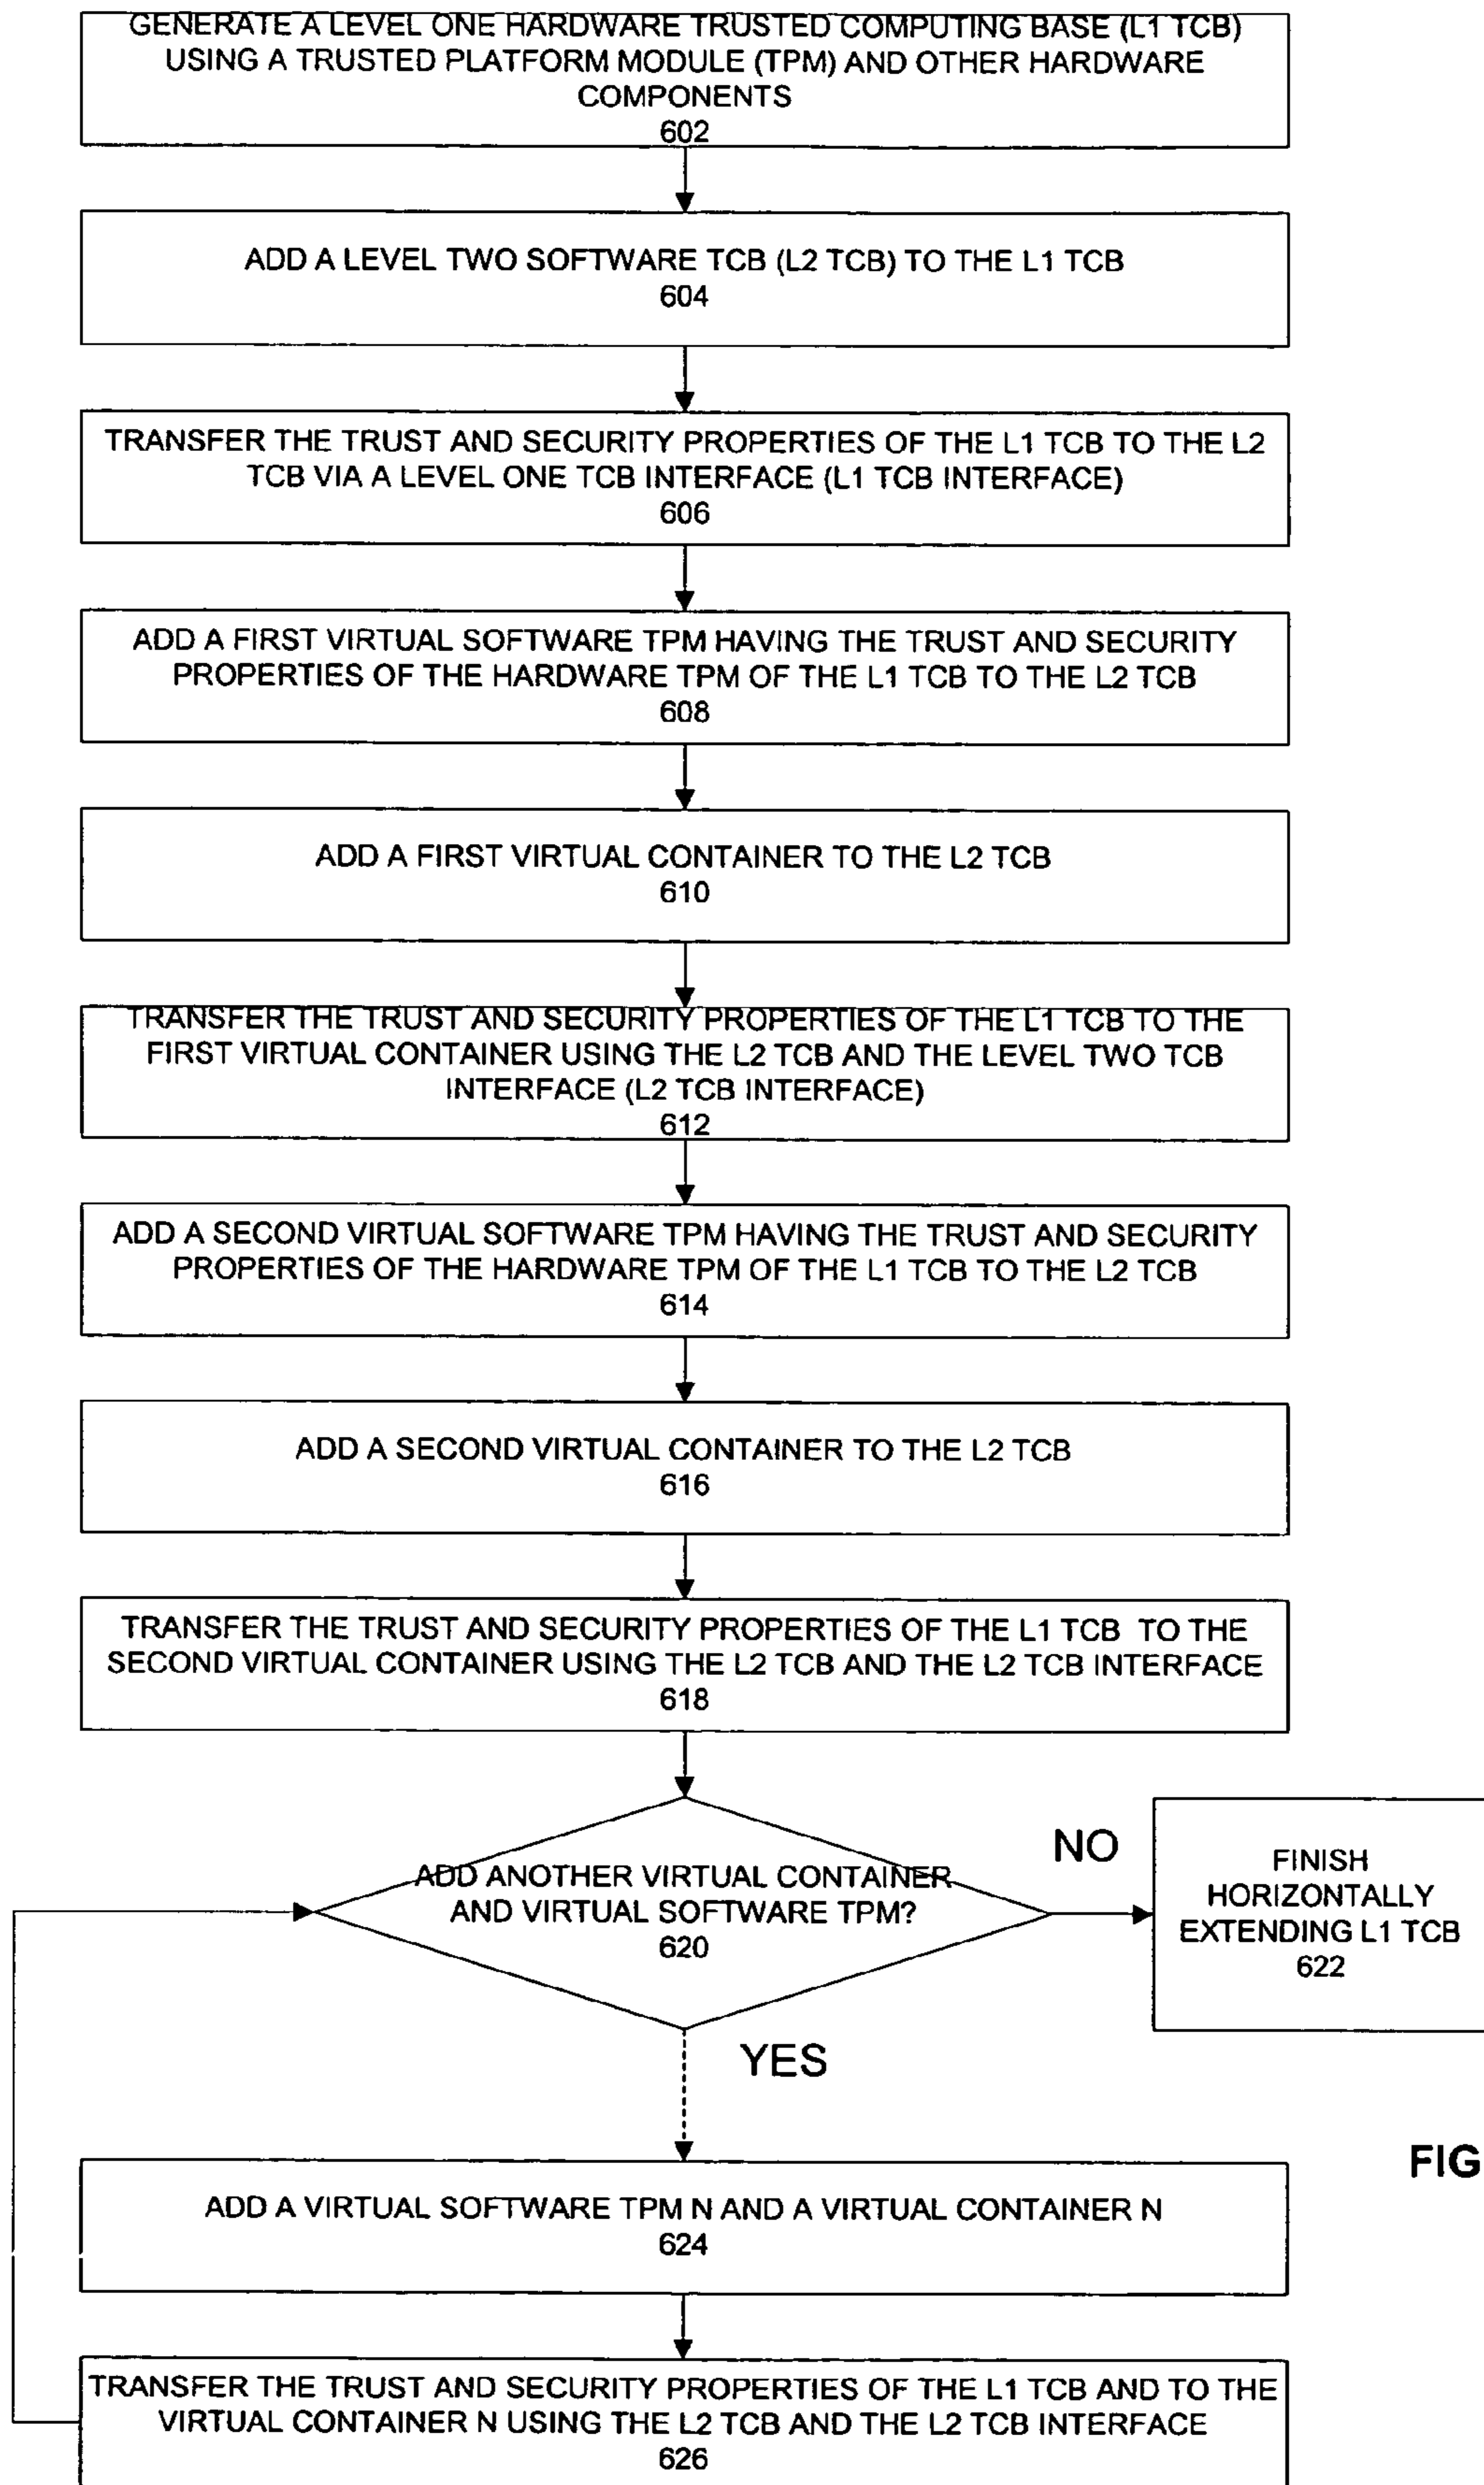 GENERATE A LEVEL ONE HARDWARE TRUSTED COMPUTING BASE (L1 TCB)
USING A TRUSTED PLATFORM MODULE (TPM) AND OTHER HARDWARE
COMPONENTS
602
ADD A LEVEL TWO SOFTWARE TCB (L2 TCB) TO THE L1 TCB
604
TRANSFER THE TRUST AND SECURITY PROPERTIES OF THE L1 TCB TO THE L2
TCB VIA A LEVEL ONE TCB INTERFACE (L1 TCB INTERFACE)
606
ADD A FIRST VIRTUAL SOFTWARE TPM HAVING THE TRUST AND SECURITY
PROPERTIES OF THE HARDWARE TPM OF THE L1 TCB TO THE L2 TCB
608
ADD A FIRST VIRTUAL CONTAINER TO THE L2 TCB
610
TRANSFER THE TRUST AND SECURITY PROPERTIES OF THE L1 TCB TO THE
FIRST VIRTUAL CONTAINER USING THE L2 TCB AND THE LEVEL TWO TCB
INTERFACE (L2 TCB INTERFACE)
612
ADD A SECOND VIRTUAL SOFTWARE TPM HAVING THE TRUST AND SECURITY
PROPERTIES OF THE HARDWARE TPM OF THE L1 TCB TO THE L2 TCB
614
ADD A SECOND VIRTUAL CONTAINER TO THE L2 TCB
616
TRANSFER THE TRUST AND SECURITY PROPERTIES OF THE L1 TCB TO THE
SECOND VIRTUAL CONTAINER USING THE L2 TCB AND THE L2 TCB INTERFACE
618
ADD ANOTHER VIRTUAL CONTAINER
AND VIRTUAL SOFTWARE TPM?
620
NO
FINISH
HORIZONTALLY
EXTENDING L1 TCB
622
YES
FIG
ADD A VIRTUAL SOFTWARE TPM N AND A VIRTUAL CONTAINER N
624
TRANSFER THE TRUST AND SECURITY PROPERTIES OF THE L1 TCB AND TO THE
VIRTUAL CONTAINER N USING THE L2 TCB AND THE L2 TCB INTERFACE
626